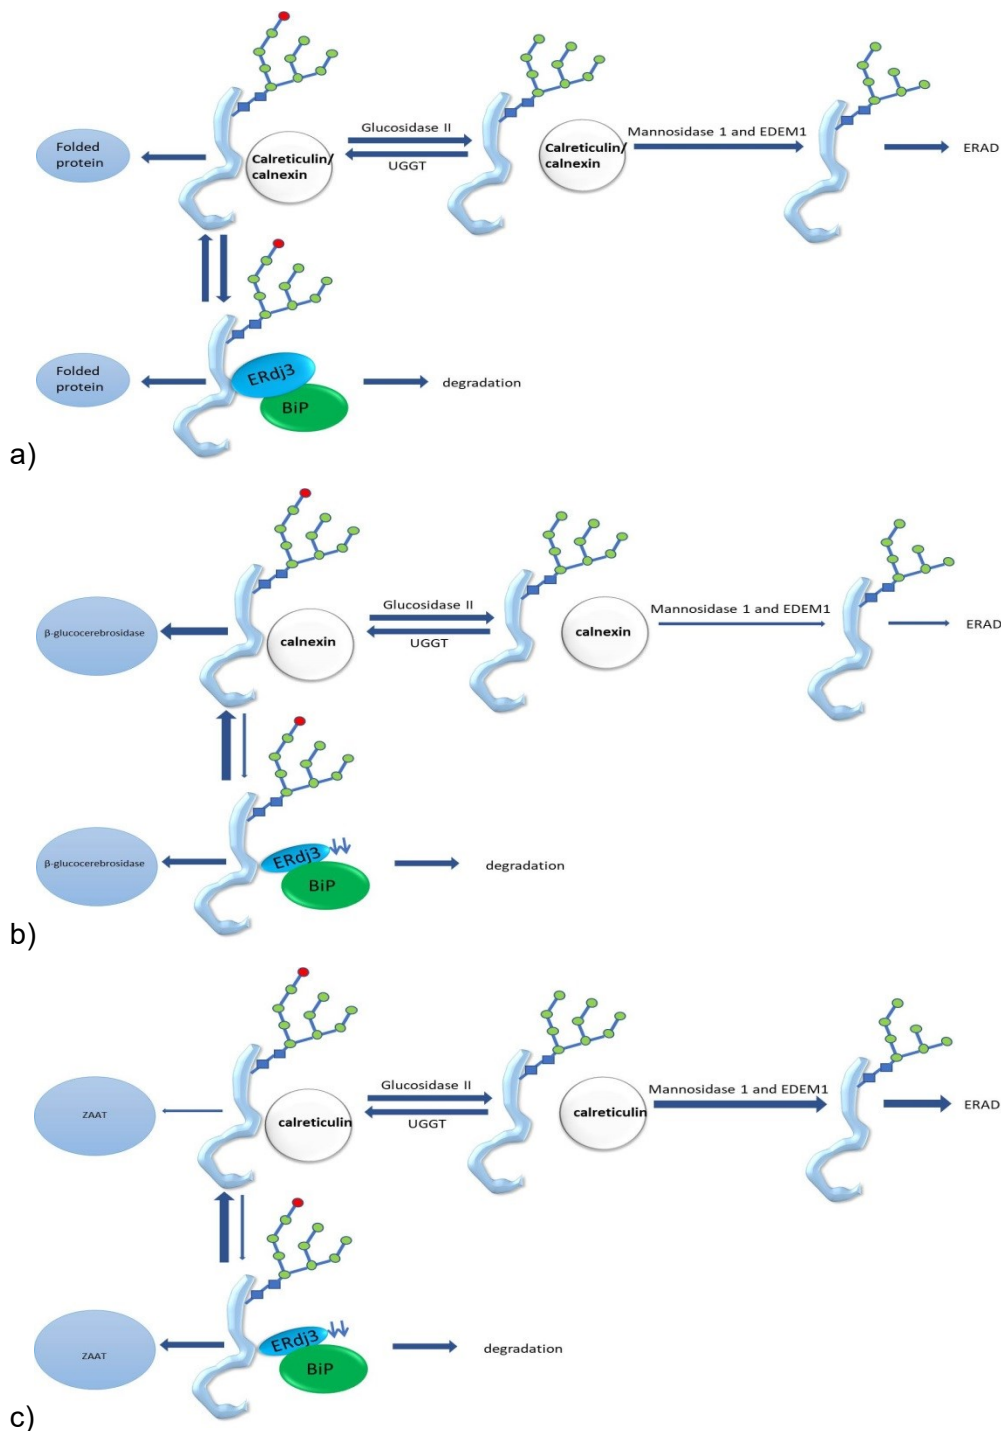 Glucosidase II
UGGT
Mannosidase 1 and EDEM1
Folded
protein
Calreticulin/
calnexin
Calreticulin/
calnexin
ERAD
Folded
protein
ERdj3
BiP
degradation
a)
Glucosidase II
UGGT
Mannosidase 1 and EDEM1
β-glucocerebrosidase
calnexin
calnexin
ERAD
β-glucocerebrosidase
ERdj3
BiP
degradation
b)
Glucosidase II
UGGT
Mannosidase 1 and EDEM1
ZAAT
calreticulin
calreticulin
ERAD
ZAAT
ERdj3
BiP
degradation
c)